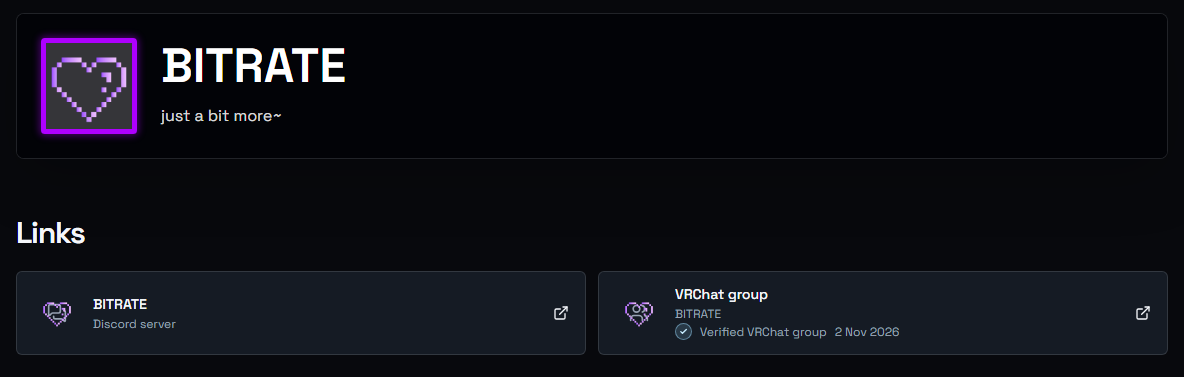 BITRATE
just a bit more~
Links
BITRATE
Discord server
VRChat group
BITRATE
Verified VRChat group 2 Nov 2026